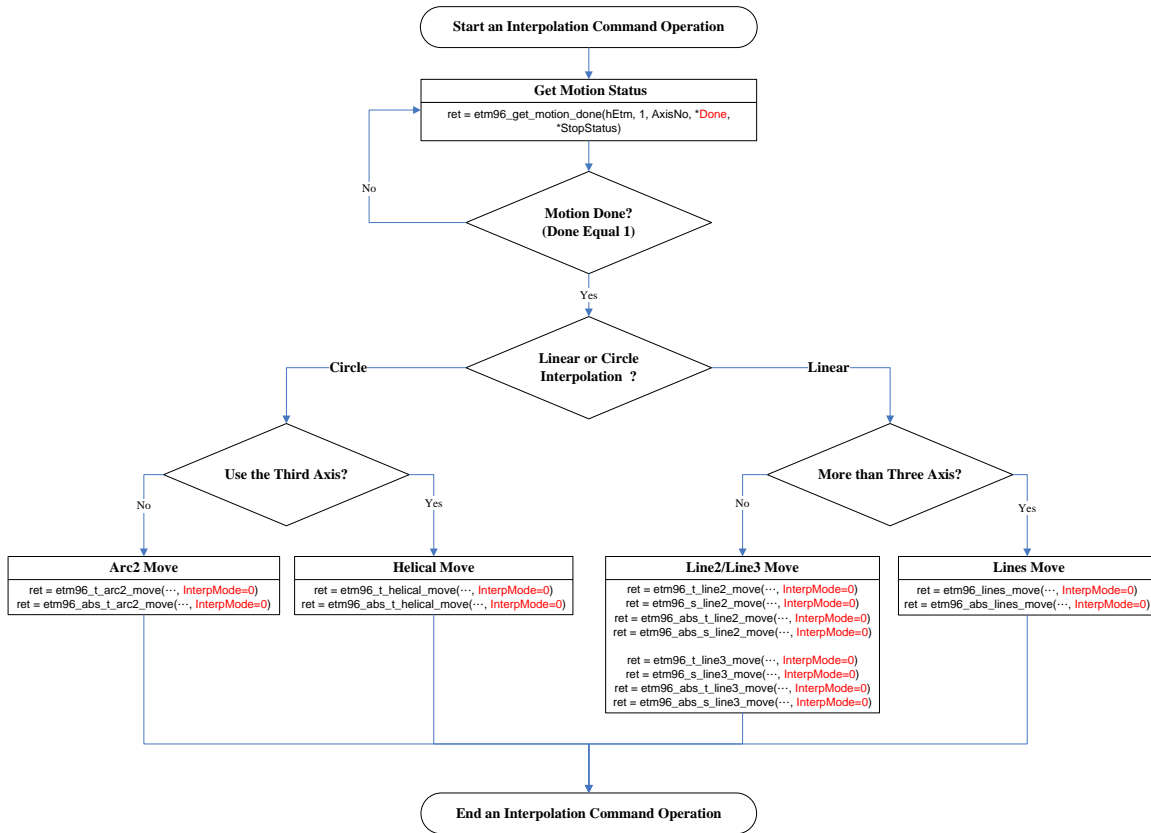 Start an Interpolation Command Operation
Get Motion Status
ret = etm96_get_motion_done(hEtm, 1, AxisNo, *Done,
*StopStatus)
No
Motion Done?
(Done Equal 1)
Yes
Linear or Circle
Interpolation ?
Circle
Linear
Use the Third Axis?
More than Three Axis?
No
Yes
No
Yes
Arc2 Move
ret = etm96_t_arc2_move(⋯, InterpMode=0)
ret = etm96_abs_t_arc2_move(⋯, InterpMode=0)
Helical Move
ret = etm96_t_helical_move(⋯, InterpMode=0)
ret = etm96_abs_t_helical_move(⋯, InterpMode=0)
Line2/Line3 Move
ret = etm96_t_line2_move(⋯, InterpMode=0)
ret = etm96_s_line2_move(⋯, InterpMode=0)
ret = etm96_abs_t_line2_move(⋯, InterpMode=0)
ret = etm96_abs_s_line2_move(⋯, InterpMode=0)
ret = etm96_t_line3_move(⋯, InterpMode=0)
ret = etm96_s_line3_move(⋯, InterpMode=0)
ret = etm96_abs_t_line3_move(⋯, InterpMode=0)
ret = etm96_abs_s_line3_move(⋯, InterpMode=0)
Lines Move
ret = etm96_lines_move(⋯, InterpMode=0)
ret = etm96_abs_lines_move(⋯, InterpMode=0)
End an Interpolation Command Operation